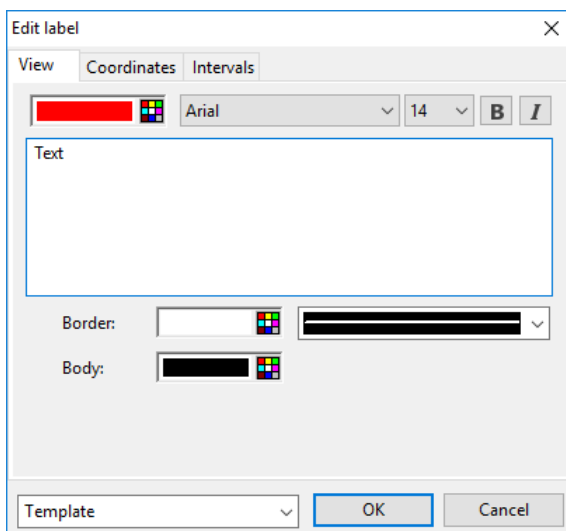 Edit label
View Coordinates Intervals
Arial 14 B I
Text
Border:
Body:
Template OK Cancel